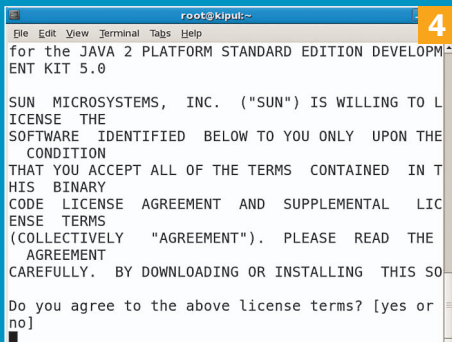 root@kipul:~
4
File Edit View Terminal Tabs Help
for the JAVA 2 PLATFORM STANDARD EDITION DEVELOPM
ENT KIT 5.0
SUN MICROSYSTEMS, INC. ("SUN") IS WILLING TO L
ICENSE THE
SOFTWARE IDENTIFIED BELOW TO YOU ONLY UPON THE
CONDITION
THAT YOU ACCEPT ALL OF THE TERMS CONTAINED IN T
HIS BINARY
CODE LICENSE AGREEMENT AND SUPPLEMENTAL LIC
ENSE TERMS
(COLLECTIVELY "AGREEMENT"). PLEASE READ THE
AGREEMENT
CAREFULLY. BY DOWNLOADING OR INSTALLING THIS SO
Do you agree to the above license terms? [yes or
no]